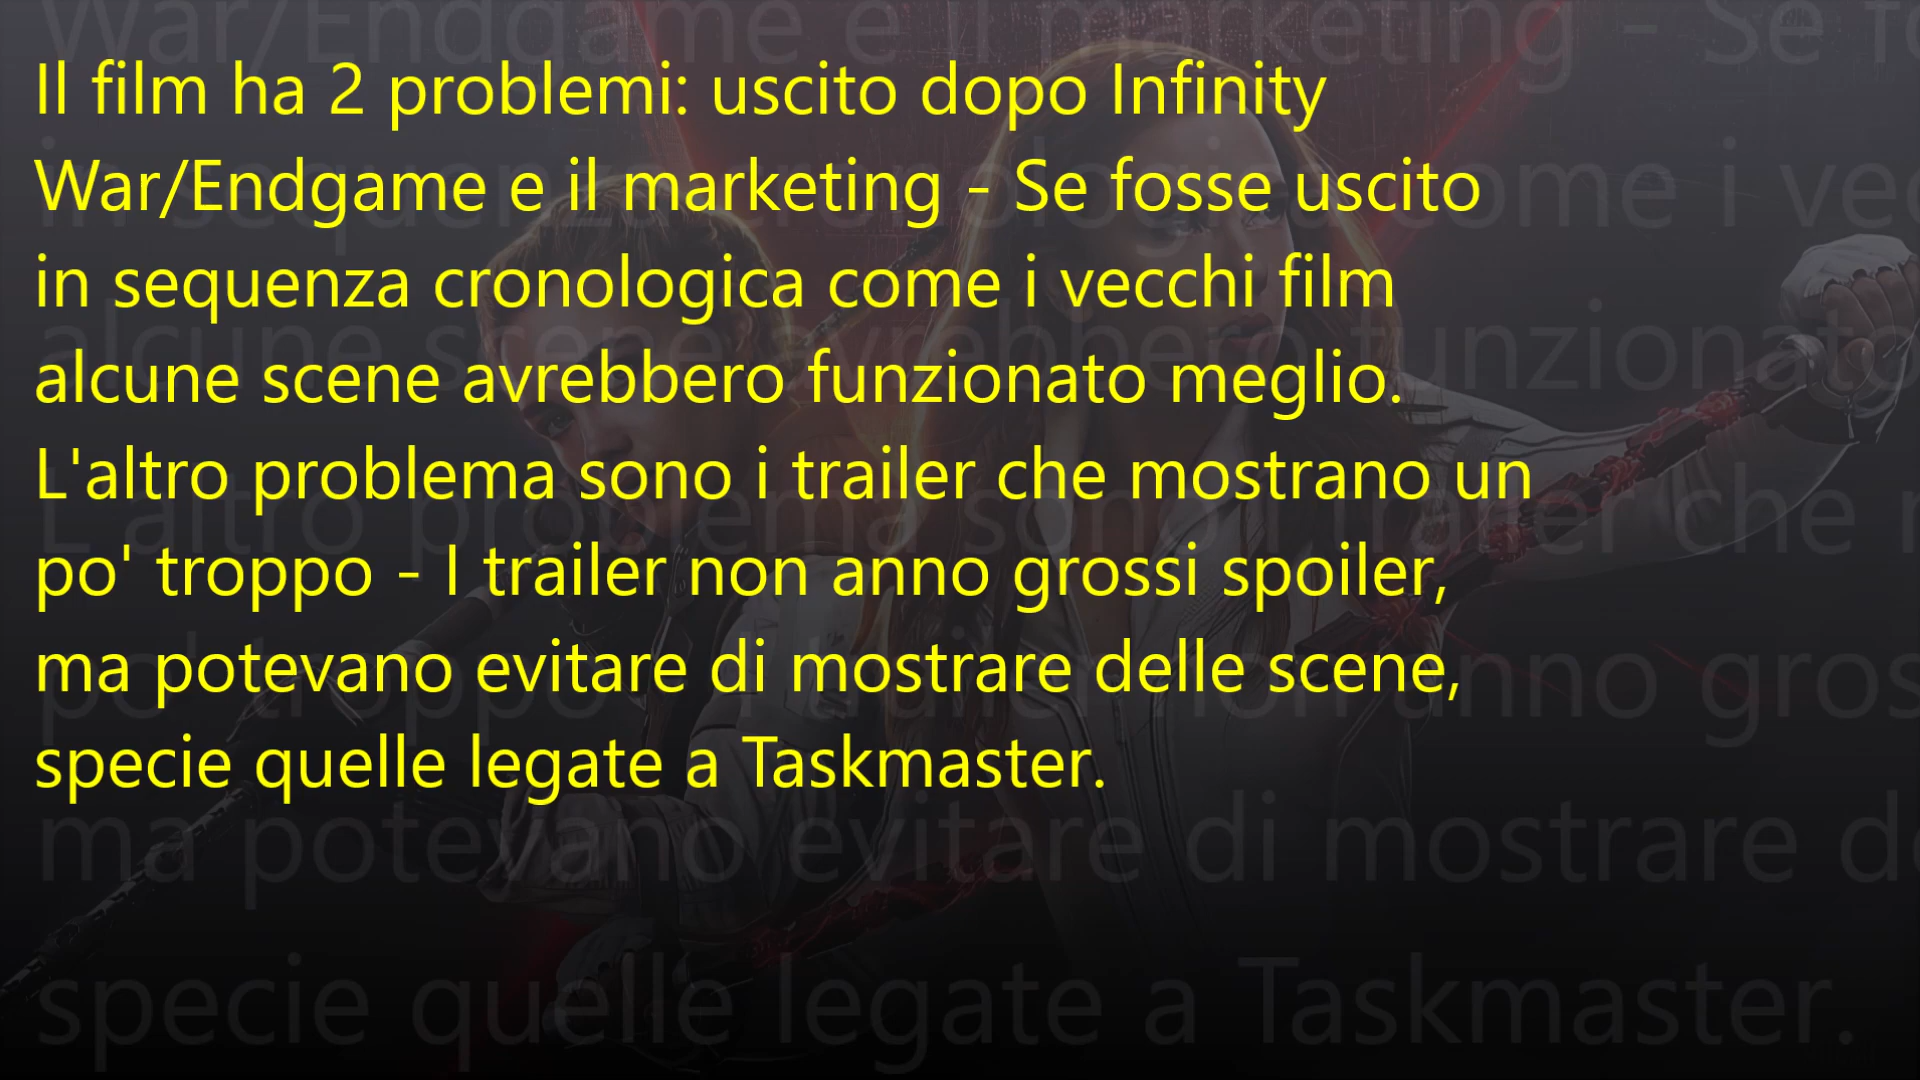 Il film ha 2 problemi: uscito dopo Infinity
War/Endgame e il marketing - Se fosse uscito
in sequenza cronologica come i vecchi film
alcune scene avrebbero funzionato meglio.
L'altro problema sono i trailer che mostrano un
po' troppo - I trailer non anno grossi spoiler,
ma potevano evitare di mostrare delle scene,
specie quelle legate a Taskmaster.